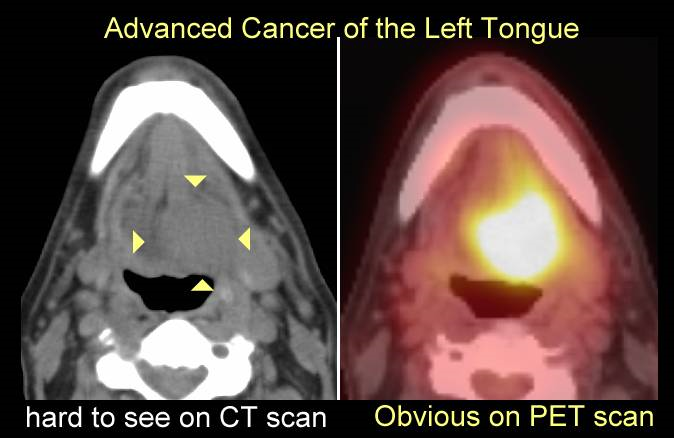 Advanced Cancer of the Left Tongue
hard to see on CT scan
Obvious on PET scan